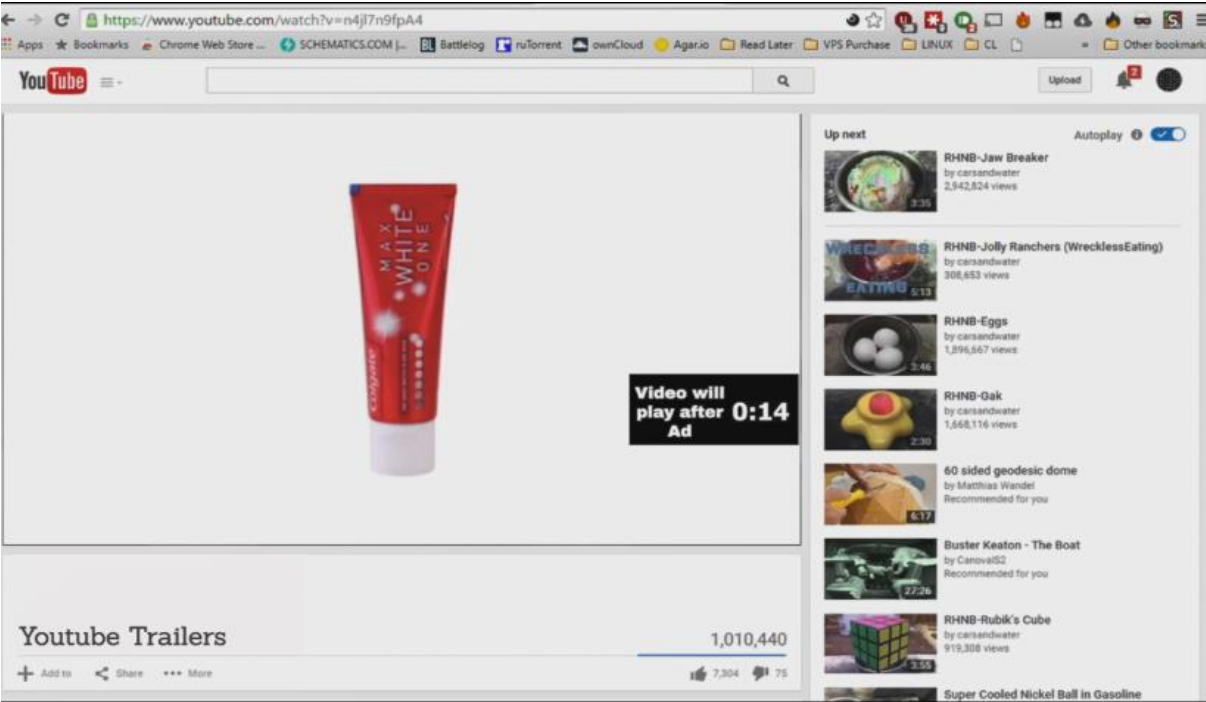 https://www.youtube.com/watch?v=n4jl7n9fpA4
Apps Bookmarks Chrome Web Store ... SCHEMATICS.COM |... BL Battlelog ruTorrent ownCloud Agar.io Read Later VPS Purchase LINUX CL » Other bookmark
YouTube
Upload
2
MAX
WHITE
ONE
Colgate
Video will
play after 0:14
Ad
Youtube Trailers
1,010,440
Add to Share More
7,304 75
Up next Autoplay
RHNB-Jaw Breaker
by carsandwater
2,942,824 views
3:35
RHNB-Jolly Ranchers (WrecklessEating)
by carsandwater
308,653 views
WRECKLESS
EATING
5:13
RHNB-Eggs
by carsandwater
1,896,667 views
3:46
RHNB-Gak
by carsandwater
1,668,116 views
2:30
60 sided geodesic dome
by Matthias Wandel
Recommended for you
6:17
Buster Keaton - The Boat
by CanovalS2
Recommended for you
27:26
RHNB-Rubik's Cube
by carsandwater
919,308 views
3:55
Super Cooled Nickel Ball in Gasoline